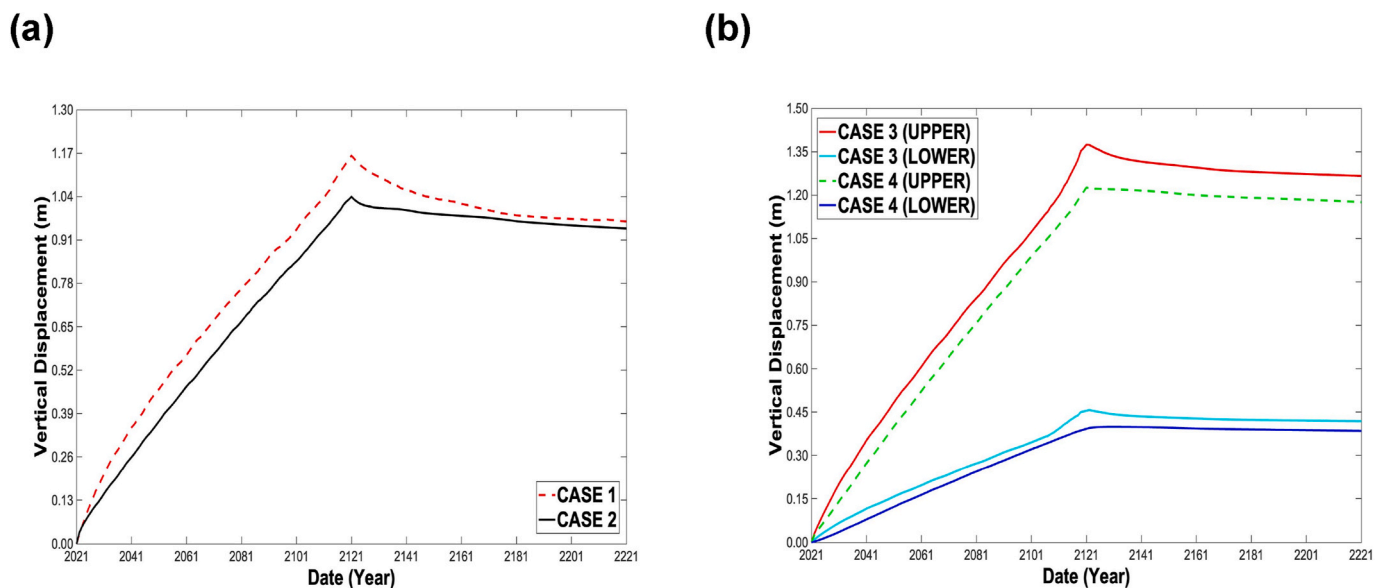 (a)
Vertical Displacement (m)
1.30
1.17
1.04
0.91
0.78
0.65
0.52
0.39
0.26
0.13
0.00
CASE 1
CASE 2
2021 2041 2061 2081 2101 2121 2141 2161 2181 2201 2221
Date (Year)
(b)
Vertical Displacement (m)
1.50
1.35
1.20
1.05
0.90
0.75
0.60
0.45
0.30
0.15
0.00
CASE 3 (UPPER)
CASE 3 (LOWER)
CASE 4 (UPPER)
CASE 4 (LOWER)
2021 2041 2061 2081 2101 2121 2141 2161 2181 2201 2221
Date (Year)